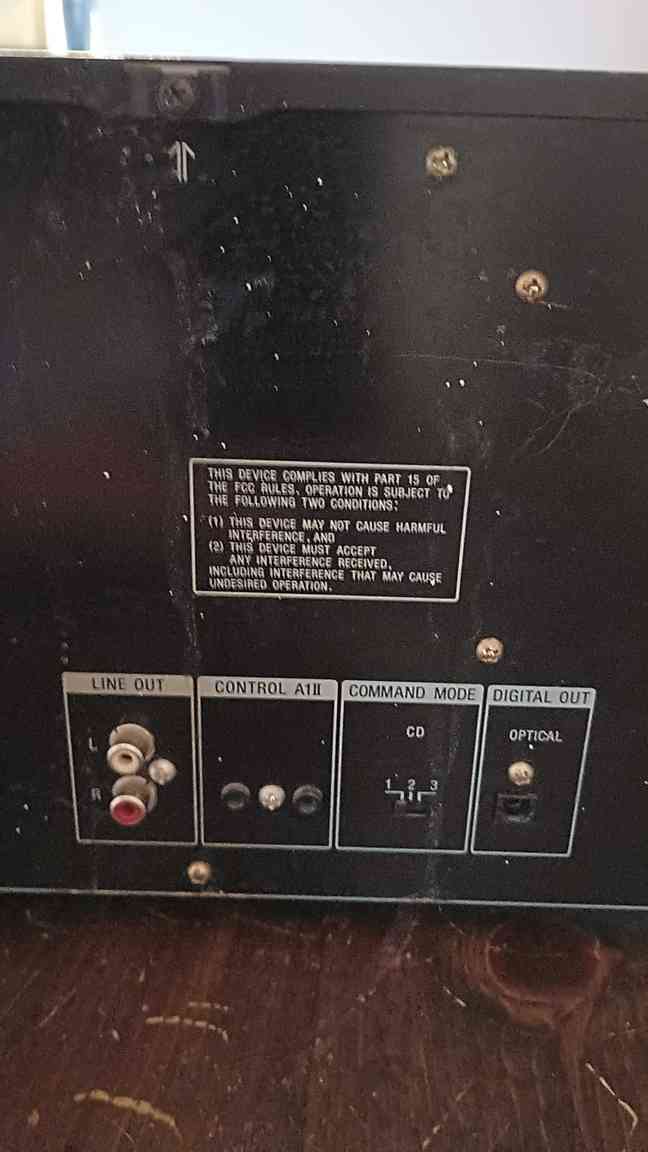 THIS DEVICE COMPLIES WITH PART 15 OF
THE FCC RULES. OPERATION IS SUBJECT TO
THE FOLLOWING TWO CONDITIONS:
(1) THIS DEVICE MAY NOT CAUSE HARMFUL
INTERFERENCE, AND
(2) THIS DEVICE MUST ACCEPT
ANY INTERFERENCE RECEIVED,
INCLUDING INTERFERENCE THAT MAY CAUSE
UNDESIRED OPERATION.
LINE OUT
L
R
CONTROL A1II
COMMAND MODE
CD
1 2 3
DIGITAL OUT
OPTICAL